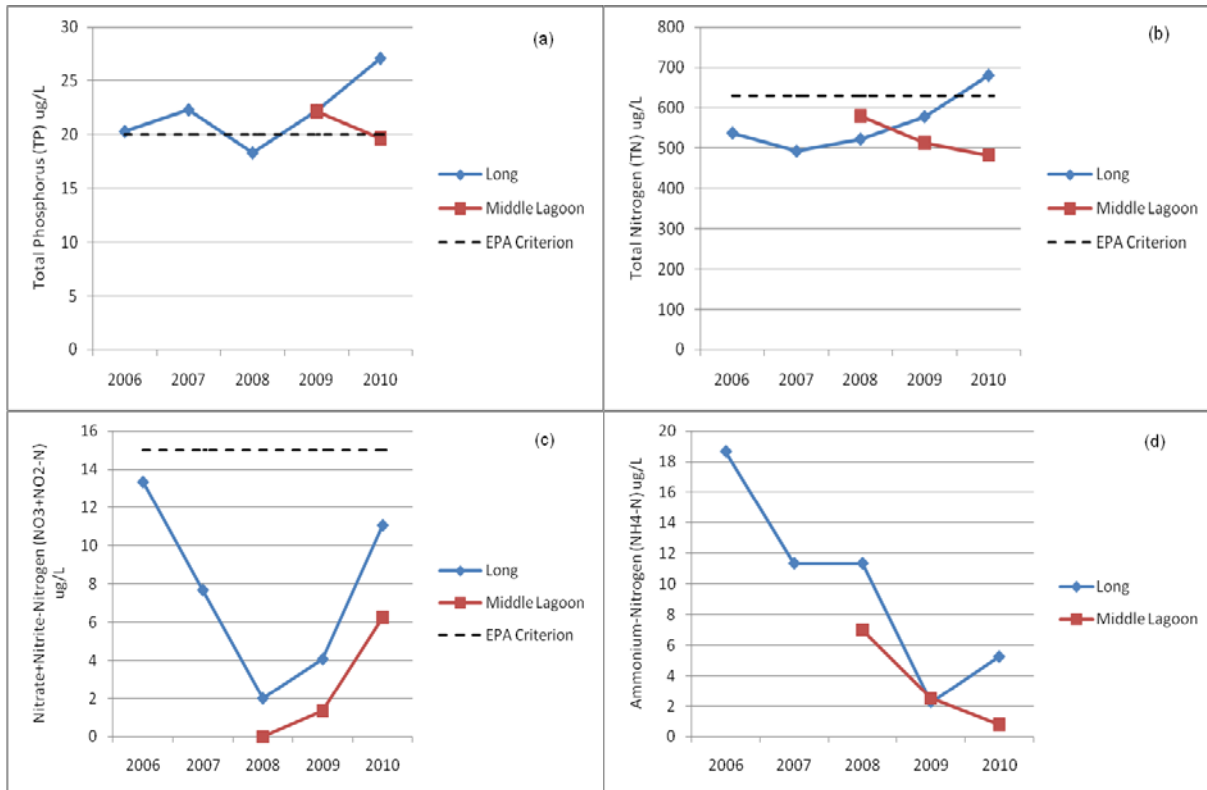 (a)
Total Phosphorus (TP) ug/L
30
25
20
15
10
5
0
2006 2007 2008 2009 2010
Long
Middle Lagoon
EPA Criterion
(b)
Total Nitrogen (TN) ug/L
800
700
600
500
400
300
200
100
0
2006 2007 2008 2009 2010
Long
Middle Lagoon
EPA Criterion
(c)
Nitrate+Nitrite-Nitrogen (NO3+NO2-N)
ug/L
16
14
12
10
8
6
4
2
0
2006 2007 2008 2009 2010
Long
Middle Lagoon
EPA Criterion
(d)
Ammonium-Nitrogen (NH4-N) ug/L
20
18
16
14
12
10
8
6
4
2
0
2006 2007 2008 2009 2010
Long
Middle Lagoon